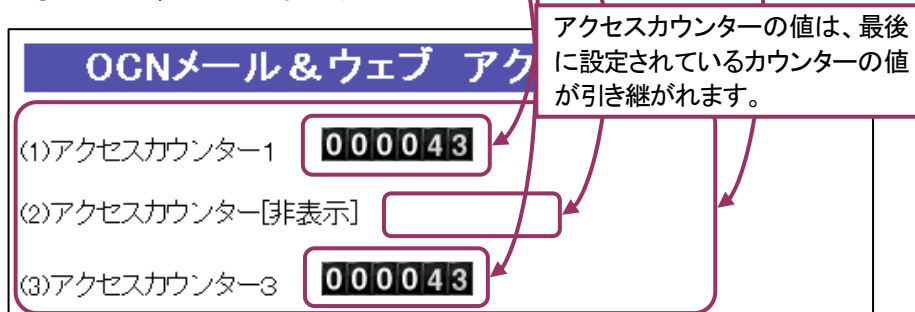 アクセスカウンターの値は、最後
に設定されているカウンターの値
が引き継がれます。
OCNメール&ウェブ アク
(1)アクセスカウンター1 000043
(2)アクセスカウンター[非表示]
(3)アクセスカウンター3 000043